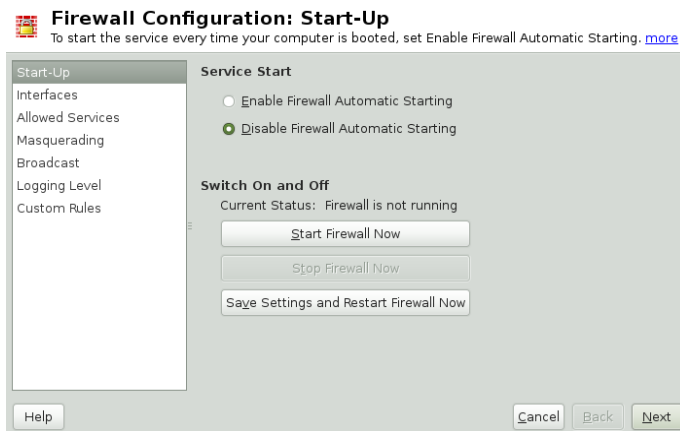 Firewall Configuration: Start-Up
To start the service every time your computer is booted, set Enable Firewall Automatic Starting. more
Start-Up
Interfaces
Allowed Services
Masquerading
Broadcast
Logging Level
Custom Rules
Service Start
Enable Firewall Automatic Starting
Disable Firewall Automatic Starting
Switch On and Off
Current Status: Firewall is not running
Start Firewall Now
Stop Firewall Now
Save Settings and Restart Firewall Now
Help
Cancel
Back
Next